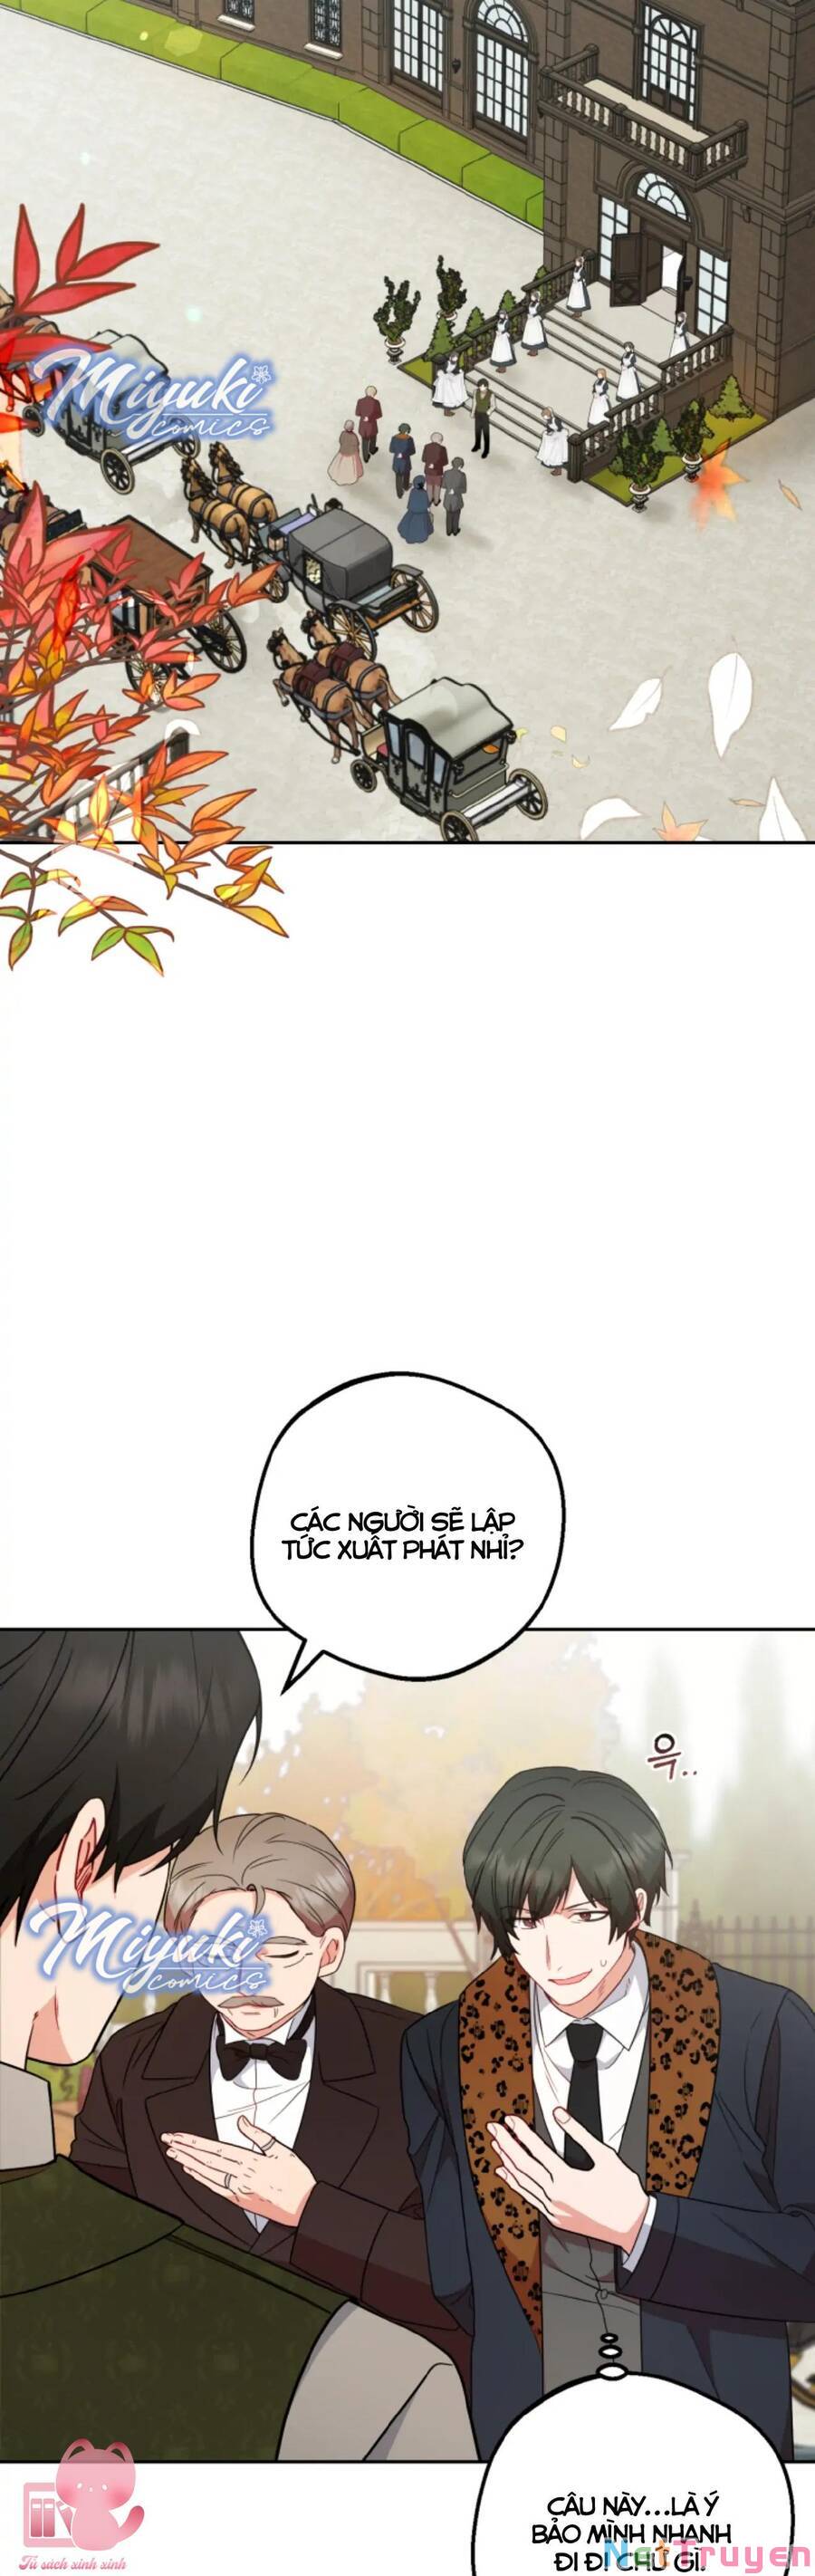 Miyuki
comics
CÁC NGƯỜI SẼ LẬP
TỨC XUẤT PHÁT NHỈ?
윽..
Miyuki
comics
CÂU NÀY...LÀ Ý
BẢO MÌNH NHANH
ĐI ĐI CHỨ GÌ.
NetTruyen
Tủ sách xinh xinh